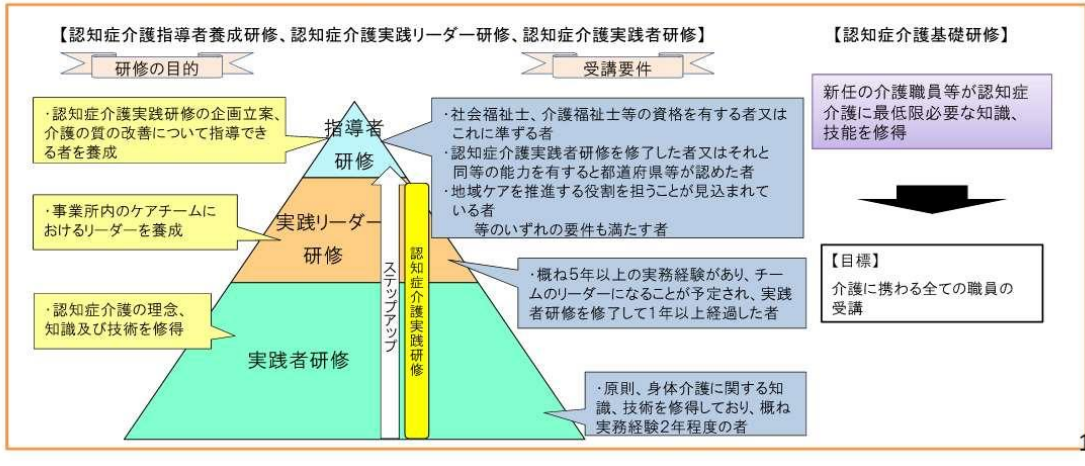 【認知症介護指導者養成研修、認知症介護実践リーダー研修、認知症介護実践者研修】
研修の目的
受講要件
・認知症介護実践研修の企画立案、
介護の質の改善について指導でき
る者を養成
・事業所内のケアチームに
おけるリーダーを養成
・認知症介護の理念、
知識及び技術を修得
指導者
研修
実践リーダー
研修
実践者研修
ステップアップ
認知症介護実践研修
・社会福祉士、介護福祉士等の資格を有する者又は
これに準ずる者
・認知症介護実践者研修を修了した者又はそれと
同等の能力を有すると都道府県等が認めた者
・地域ケアを推進する役割を担うことが見込まれて
いる者
等のいずれの要件も満たす者
・概ね5年以上の実務経験があり、チー
ムのリーダーになることが予定され、実践
者研修を修了して1年以上経過した者
・原則、身体介護に関する知
識、技術を修得しており、概ね
実務経験2年程度の者
【認知症介護基礎研修】
新任の介護職員等が認知症
介護に最低限必要な知識、
技能を修得
【目標】
介護に携わる全ての職員の
受講
1